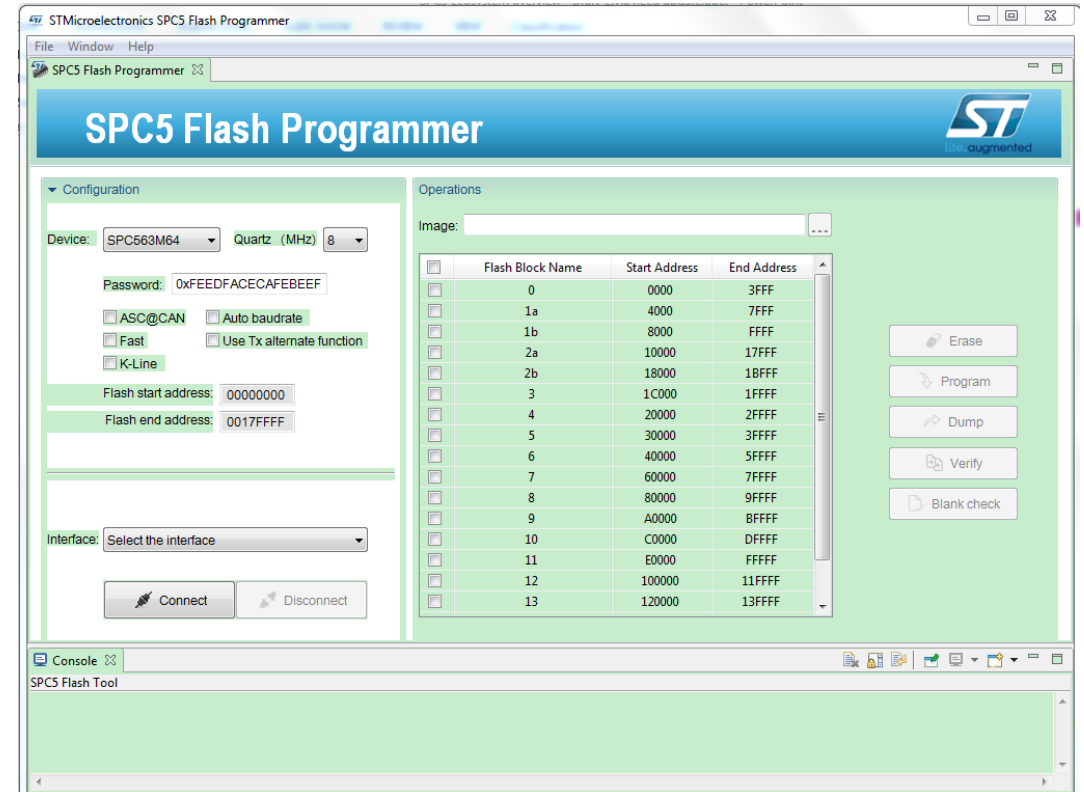 STMicroelectronics SPC5 Flash Programmer
File Window Help
SPC5 Flash Programmer
SPC5 Flash Programmer
ST
life.augmented
Configuration
Device: SPC563M64 Quartz (MHz) 8
Password: 0xFEEDFACECAFEBEEF
ASC@CAN Auto baudrate
Fast Use Tx alternate function
K-Line
Flash start address: 00000000
Flash end address: 0017FFFF
Interface: Select the interface
Connect Disconnect
Operations
Image: ...
Flash Block Name Start Address End Address
0 0000 3FFF
1a 4000 7FFF
1b 8000 FFFF
2a 10000 17FFF
2b 18000 1BFFF
3 1C000 1FFFF
4 20000 2FFFF
5 30000 3FFFF
6 40000 5FFFF
7 60000 7FFFF
8 80000 9FFFF
9 A0000 BFFFF
10 C0000 DFFFF
11 E0000 FFFFF
12 100000 11FFFF
13 120000 13FFFF
Erase
Program
Dump
Verify
Blank check
Console
SPC5 Flash Tool